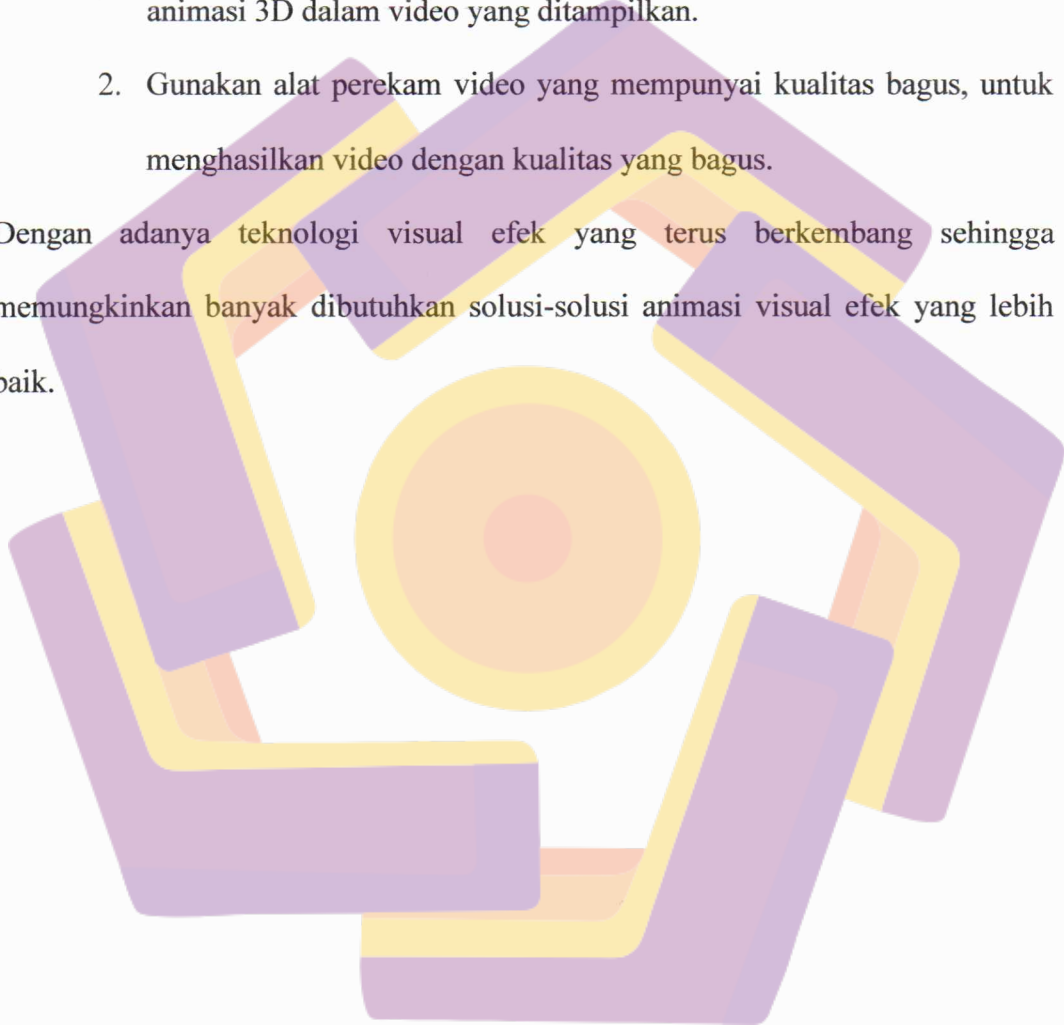 animasi 3D dalam video yang ditampilkan.
2. Gunakan alat perekam video yang mempunyai kualitas bagus, untuk
menghasilkan video dengan kualitas yang bagus.
Dengan adanya teknologi visual efek yang terus berkembang sehingga
memungkinkan banyak dibutuhkan solusi-solusi animasi visual efek yang lebih
baik.